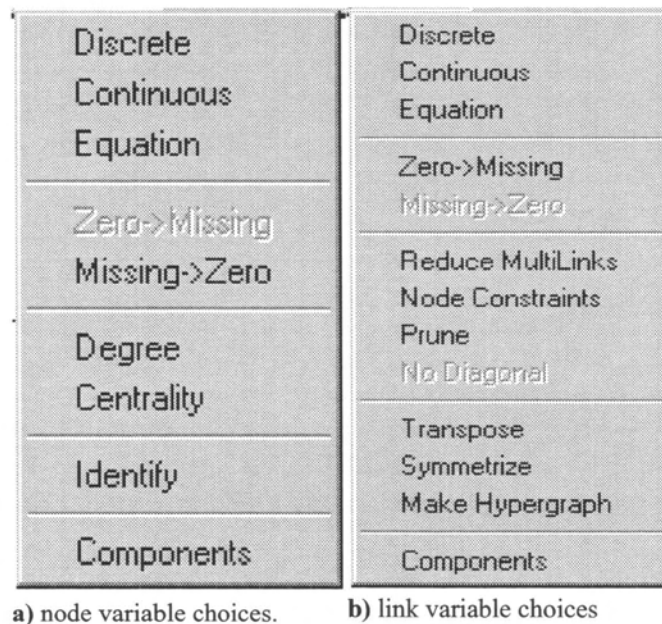 Discrete
Continuous
Equation
Zero->Missing
Missing->Zero
Degree
Centrality
Identify
Components
a) node variable choices.
b)
Discrete
Continuous
Equation
Zero->Missing
Missing->Zero
Reduce MultiLinks
Node Constraints
Prune
No Diagonal
Transpose
Symmetrize
Make Hypergraph
Components
b) link variable choices